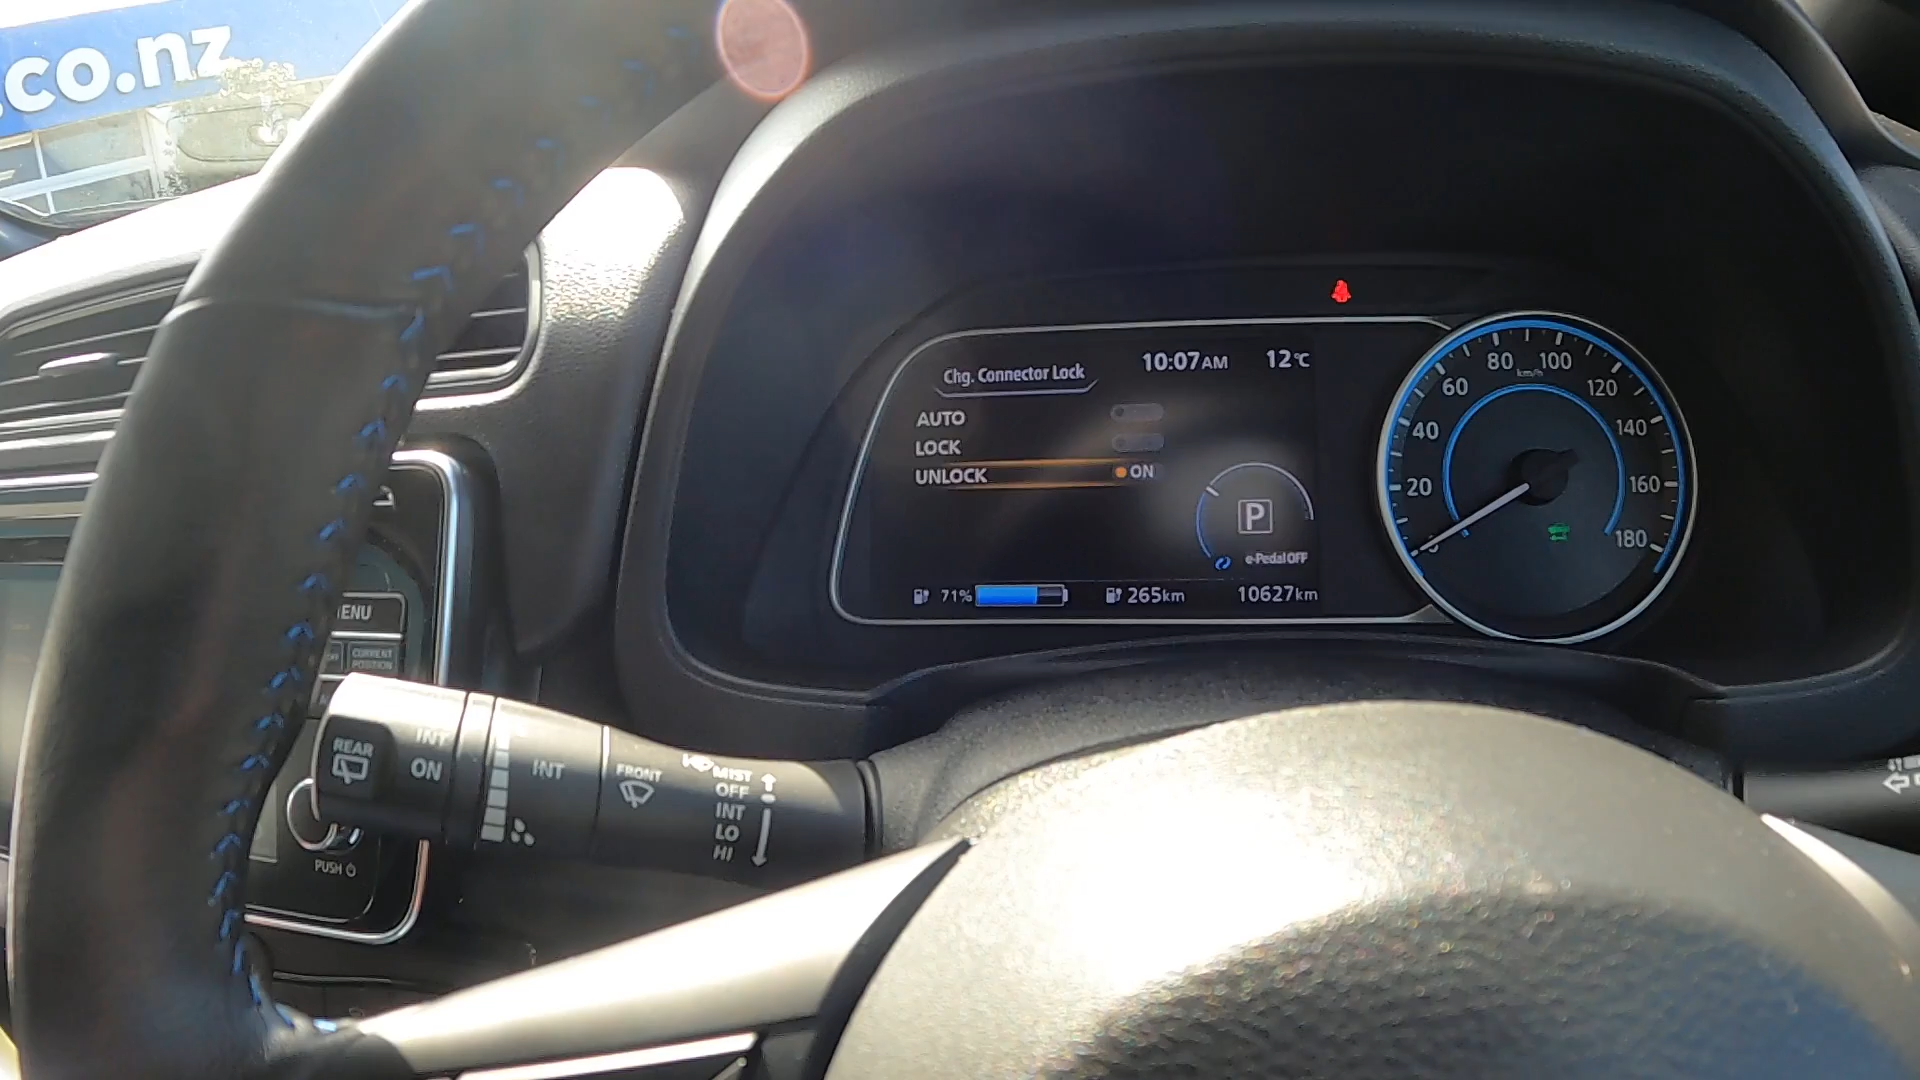 .co.nz
Chg. Connector Lock
10:07AM
12°C
AUTO
LOCK
UNLOCK
ON
P
e-Pedal OFF
71%
265km
10627km
20
40
60
80
100
120
140
160
180
km/h
MENU
CURRENT
POSITION
PUSH
REAR
INT
ON
INT
FRONT
MIST
OFF
INT
LO
HI